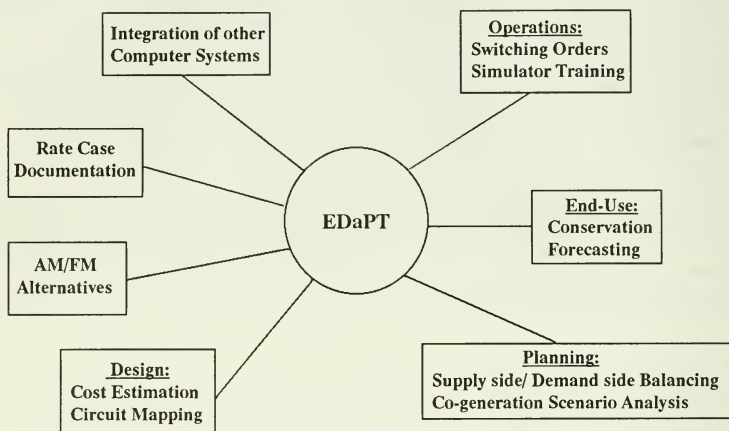 Integration of other
Computer Systems
Operations:
Switching Orders
Simulator Training
Rate Case
Documentation
EDaPT
End-Use:
Conservation
Forecasting
AM/FM
Alternatives
Design:
Cost Estimation
Circuit Mapping
Planning:
Supply side/ Demand side Balancing
Co-generation Scenario Analysis